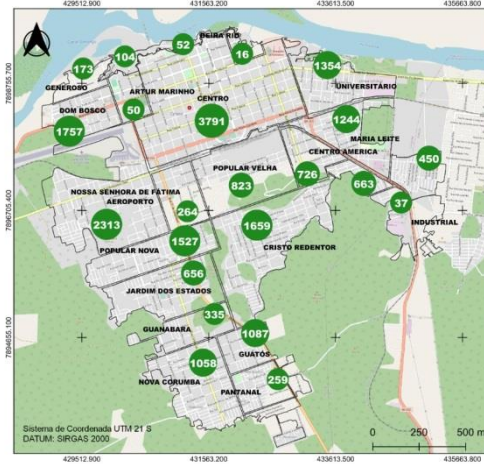 429512.900 431563.200 433613.500 435663.800
7898755.700
7896705.400
7894655.100
52 BEIRA RIO
104 16
173 1354
GENEROSO ARTUR MARINHO UNIVERSITÁRIO
DOM BOSCO 50 CENTRO
1757 3791 1244
MARIA LEITE
CENTRO AMERICA
POPULAR VELHA 450
NOSSA SENHORA DE FÁTIMA 823 726 663
AEROPORTO 264 37
2313 1659 INDUSTRIAL
POPULAR NOVA 1527 CRISTO REDENTOR
656
JARDIM DOS ESTADOS
335
GUANABARA 1087
1058 GUATÓS
NOVA CORUMBA 259
PANTANAL
Sistema de Coordenada UTM 21 S
DATUM: SIRGAS 2000
0 250 500 m
429512.900 431563.200 433613.500 435663.800